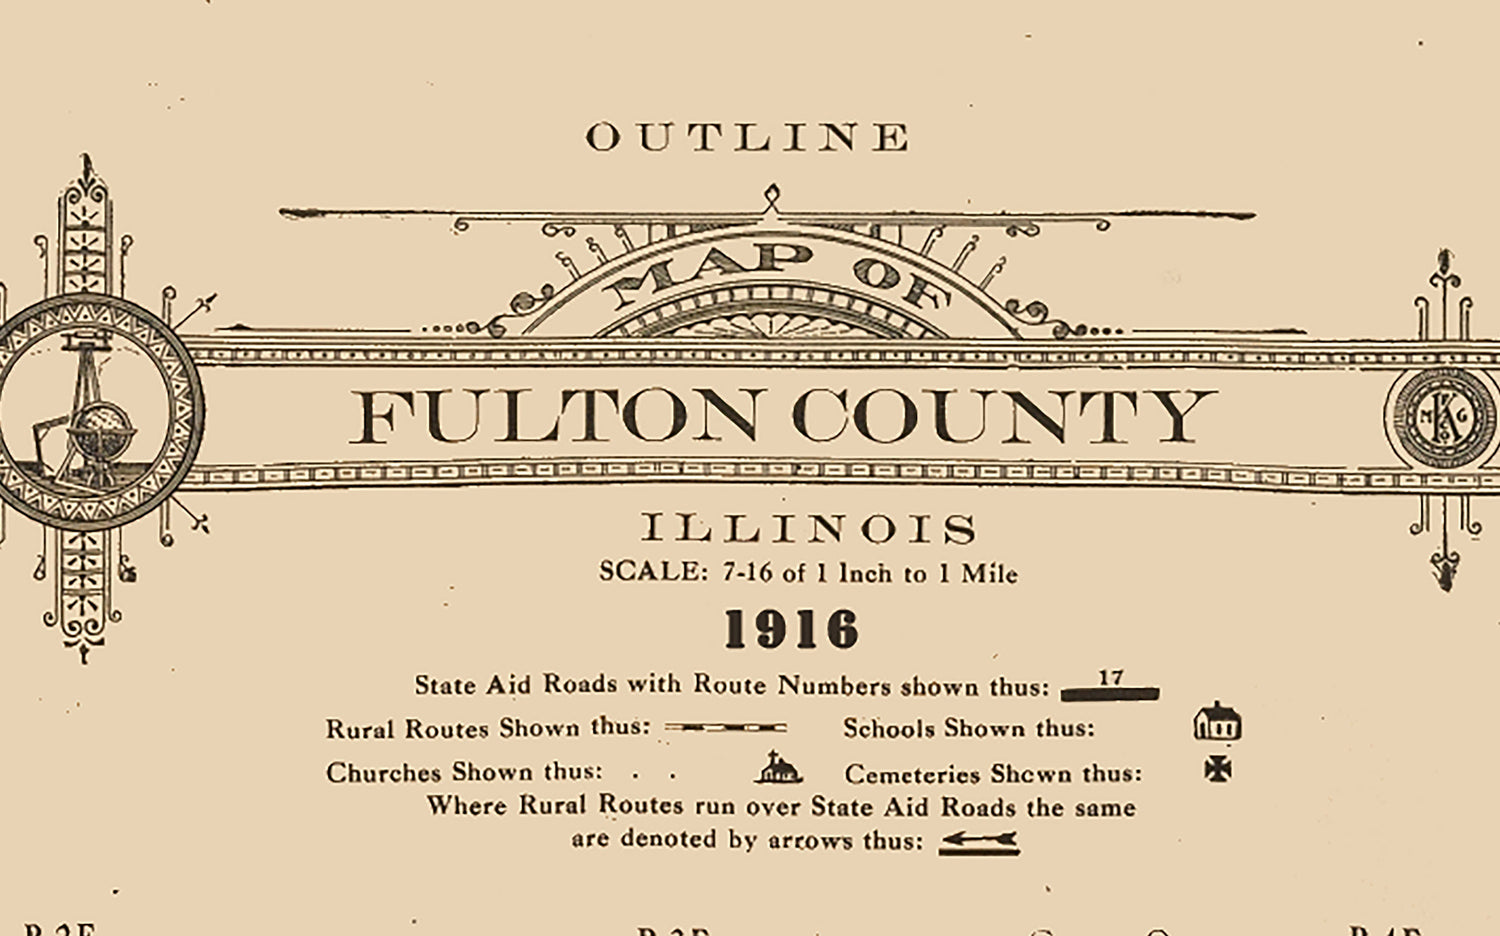 OUTLINE
MAP OF
FULTON COUNTY
M K G
ILLINOIS
SCALE: 7-16 of 1 Inch to 1 Mile
1916
State Aid Roads with Route Numbers shown thus: 17
Rural Routes Shown thus: Schools Shown thus:
Churches Shown thus: . . Cemeteries Shown thus:
Where Rural Routes run over State Aid Roads the same
are denoted by arrows thus: